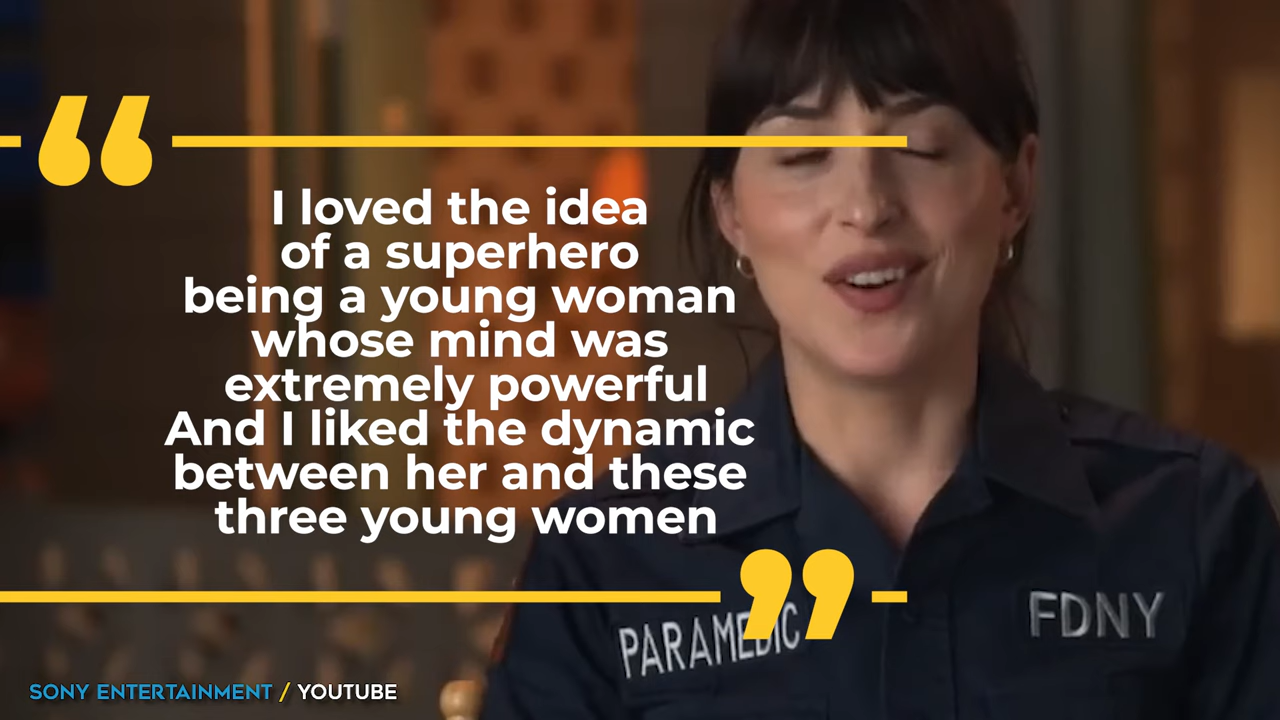 “
I loved the idea
of a superhero
being a young woman
whose mind was
extremely powerful
And I liked the dynamic
between her and these
three young women
”
PARAMEDIC
FDNY
SONY ENTERTAINMENT / YOUTUBE